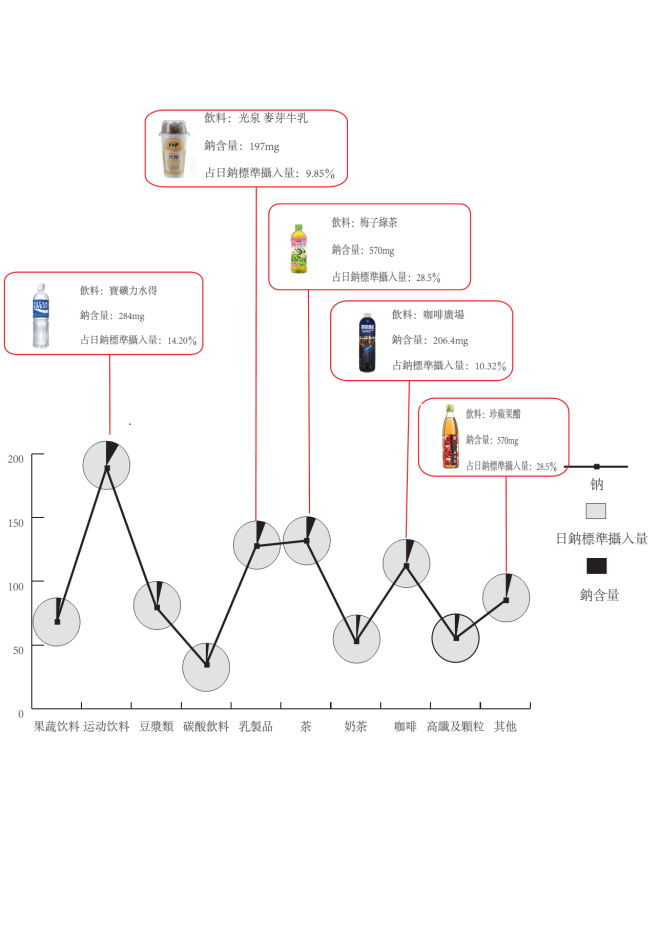 飲料：光泉 麥芽牛乳
鈉含量：197mg
占日鈉標準攝入量：9.85%
飲料：梅子綠茶
鈉含量：570mg
占日鈉標準攝入量：28.5%
飲料：寶礦力水得
鈉含量：284mg
占日鈉標準攝入量：14.20%
飲料：咖啡廣場
鈉含量：206.4mg
占鈉標準攝入量：10.32%
飲料：珍蘋果醋
鈉含量：570mg
占日鈉標準攝入量：28.5%
钠
日鈉標準攝入量
鈉含量
200
150
100
50
0
果蔬饮料 运动饮料 豆漿類 碳酸飲料 乳製品 茶 奶茶 咖啡 高纖及顆粒 其他